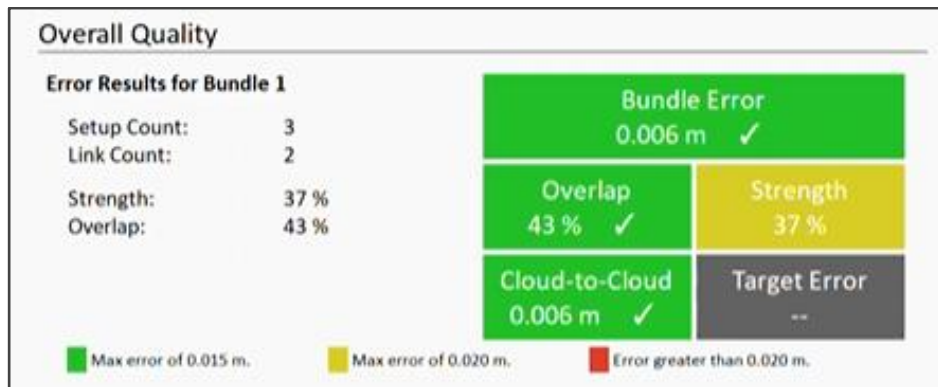 Overall Quality
Error Results for Bundle 1
Setup Count: 3
Link Count: 2
Strength: 37 %
Overlap: 43 %
Bundle Error
0.006 m ✓
Overlap
43 % ✓
Strength
37 %
Cloud-to-Cloud
0.006 m ✓
Target Error
--
Max error of 0.015 m.
Max error of 0.020 m.
Error greater than 0.020 m.